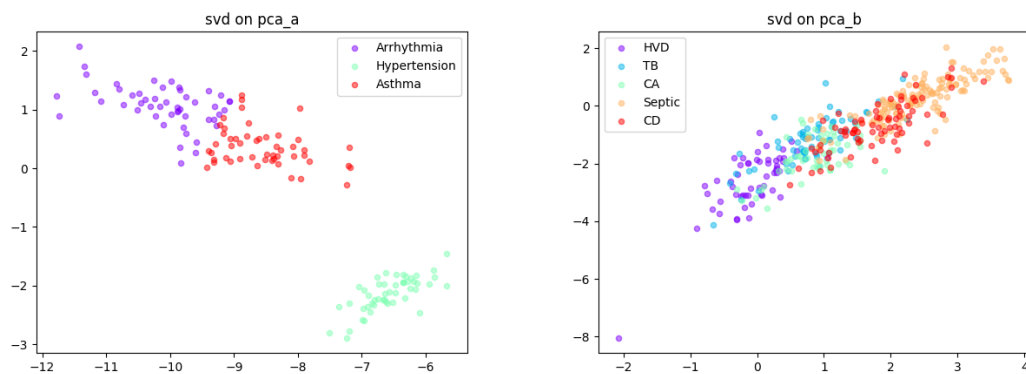 svd on pca_a
Arrhythmia
Hypertension
Asthma
2
1
0
−1
−2
−3
−12
−11
−10
−9
−8
−7
−6
svd on pca_b
HVD
TB
CA
Septic
CD
2
0
−2
−4
−6
−8
−2
−1
0
1
2
3
4